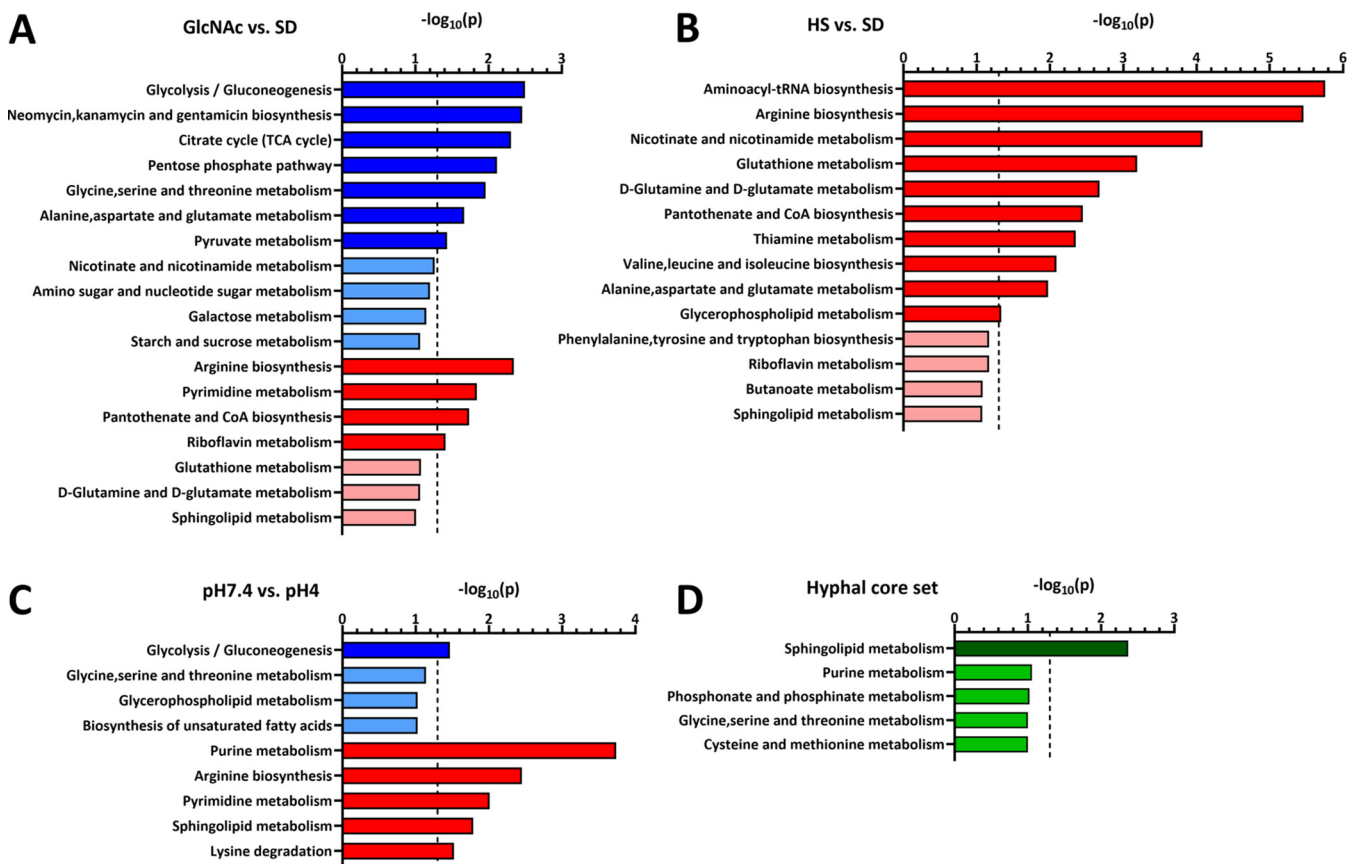 A
GlcNAc vs. SD
-log10(p)
0 1 2 3
Glycolysis / Gluconeogenesis
Neomycin,kanamycin and gentamicin biosynthesis
Citrate cycle (TCA cycle)
Pentose phosphate pathway
Glycine,serine and threonine metabolism
Alanine,aspartate and glutamate metabolism
Pyruvate metabolism
Nicotinate and nicotinamide metabolism
Amino sugar and nucleotide sugar metabolism
Galactose metabolism
Starch and sucrose metabolism
Arginine biosynthesis
Pyrimidine metabolism
Pantothenate and CoA biosynthesis
Riboflavin metabolism
Glutathione metabolism
D-Glutamine and D-glutamate metabolism
Sphingolipid metabolism
B
HS vs. SD
-log10(p)
0 1 2 3 4 5 6
Aminoacyl-tRNA biosynthesis
Arginine biosynthesis
Nicotinate and nicotinamide metabolism
Glutathione metabolism
D-Glutamine and D-glutamate metabolism
Pantothenate and CoA biosynthesis
Thiamine metabolism
Valine,leucine and isoleucine biosynthesis
Alanine,aspartate and glutamate metabolism
Glycerophospholipid metabolism
Phenylalanine,tyrosine and tryptophan biosynthesis
Riboflavin metabolism
Butanoate metabolism
Sphingolipid metabolism
C
pH7.4 vs. pH4
-log10(p)
0 1 2 3 4
Glycolysis / Gluconeogenesis
Glycine,serine and threonine metabolism
Glycerophospholipid metabolism
Biosynthesis of unsaturated fatty acids
Purine metabolism
Arginine biosynthesis
Pyrimidine metabolism
Sphingolipid metabolism
Lysine degradation
D
Hyphal core set
-log10(p)
0 1 2 3
Sphingolipid metabolism
Purine metabolism
Phosphonate and phosphinate metabolism
Glycine,serine and threonine metabolism
Cysteine and methionine metabolism